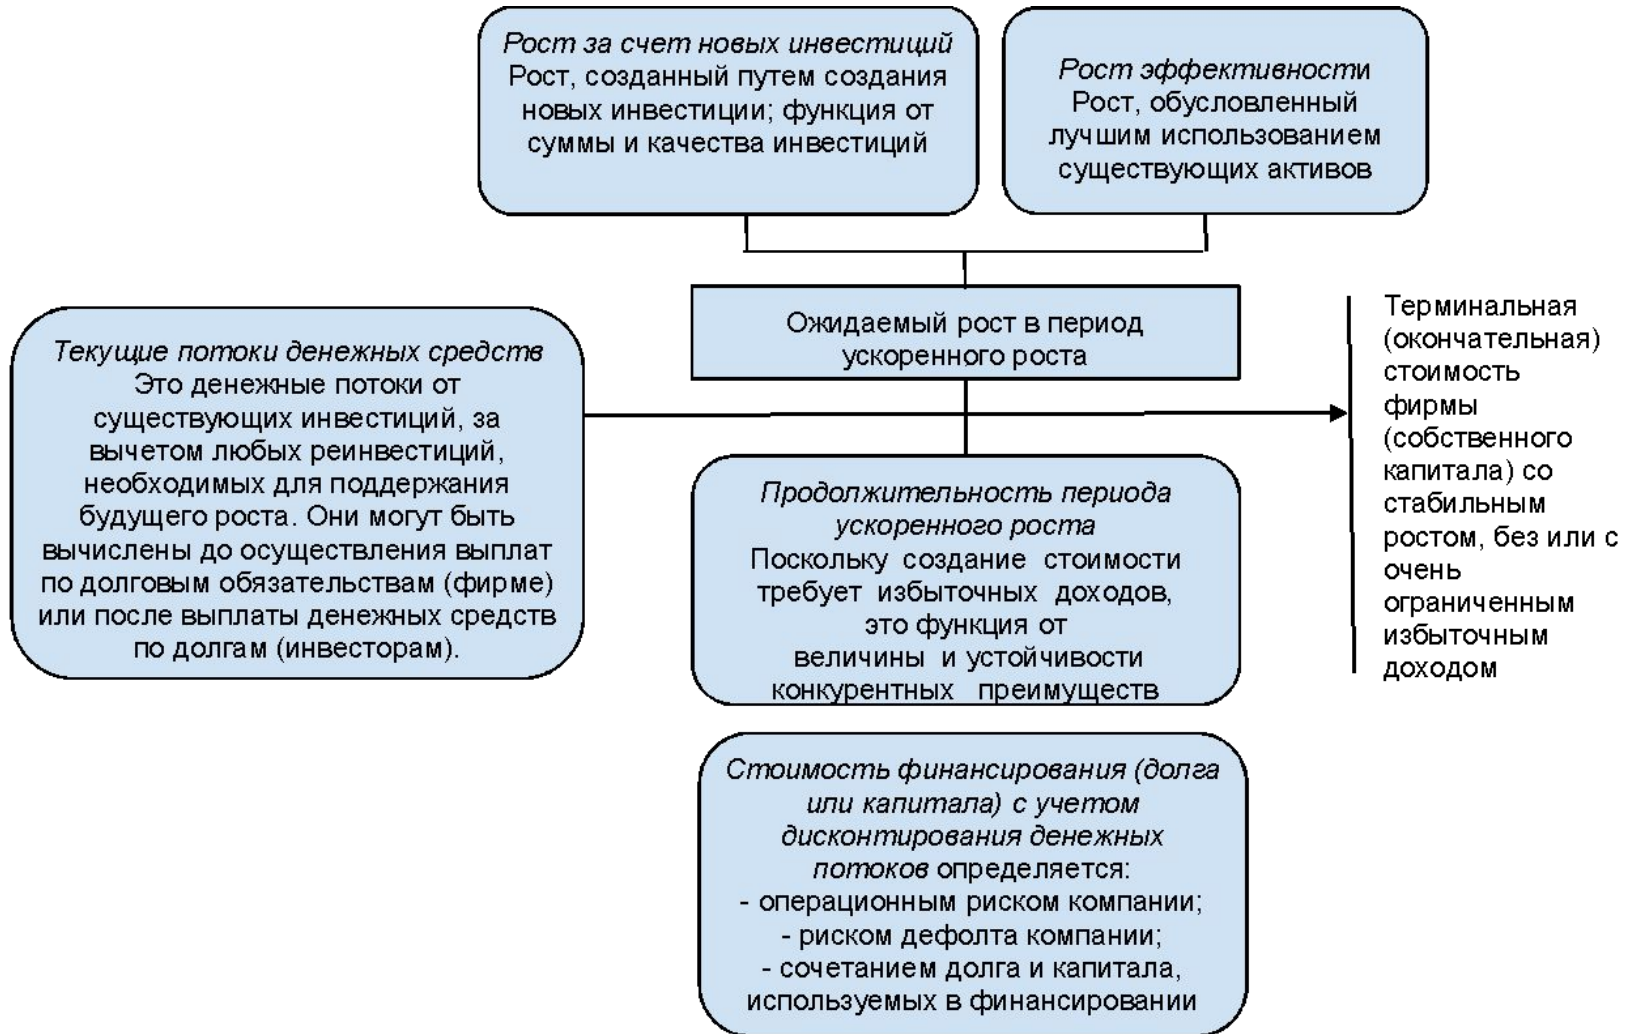 Рост за счет новых инвестиций
Рост, созданный путем создания
новых инвестиции; функция от
суммы и качества инвестиций
Рост эффективности
Рост, обусловленный
лучшим использованием
существующих активов
Ожидаемый рост в период
ускоренного роста
Текущие потоки денежных средств
Это денежные потоки от
существующих инвестиций, за
вычетом любых реинвестиций,
необходимых для поддержания
будущего роста. Они могут быть
вычислены до осуществления выплат
по долговым обязательствам (фирме)
или после выплаты денежных средств
по долгам (инвесторам).
Продолжительность периода
ускоренного роста
Поскольку создание стоимости
требует избыточных доходов,
это функция от
величины и устойчивости
конкурентных преимуществ
Терминальная
(окончательная)
стоимость
фирмы
(собственного
капитала) со
стабильным
ростом, без или с
очень
ограниченным
избыточным
доходом
Стоимость финансирования (долга
или капитала) с учетом
дисконтирования денежных
потоков определяется:
- операционным риском компании;
- риском дефолта компании;
- сочетанием долга и капитала,
используемых в финансировании